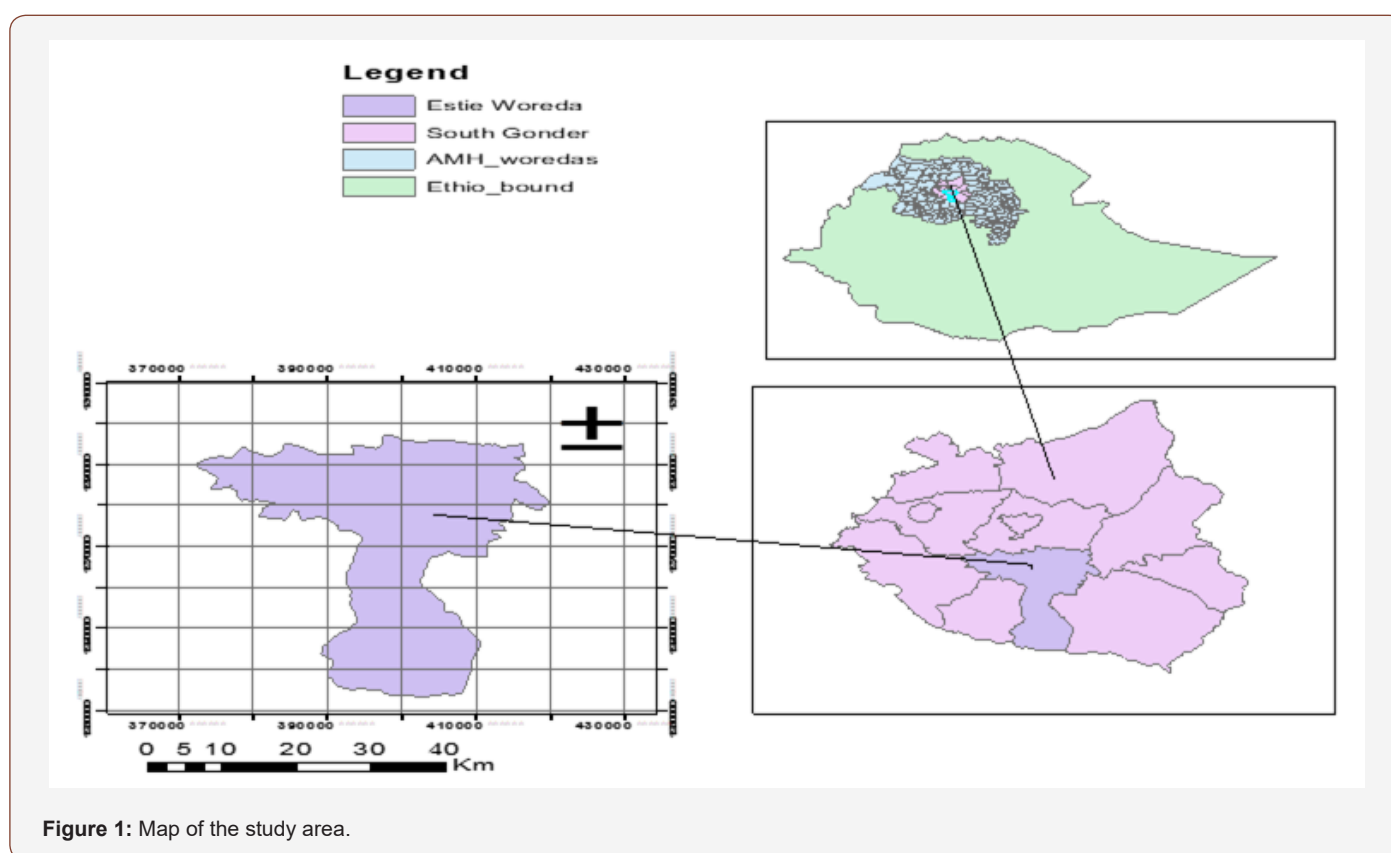 Legend
Estie Woreda
South Gonder
AMH_woredas
Ethio_bound
370000 390000 410000 430000
370000 390000 410000 430000
0 5 10 20 30 40
Km
Figure 1: Map of the study area.